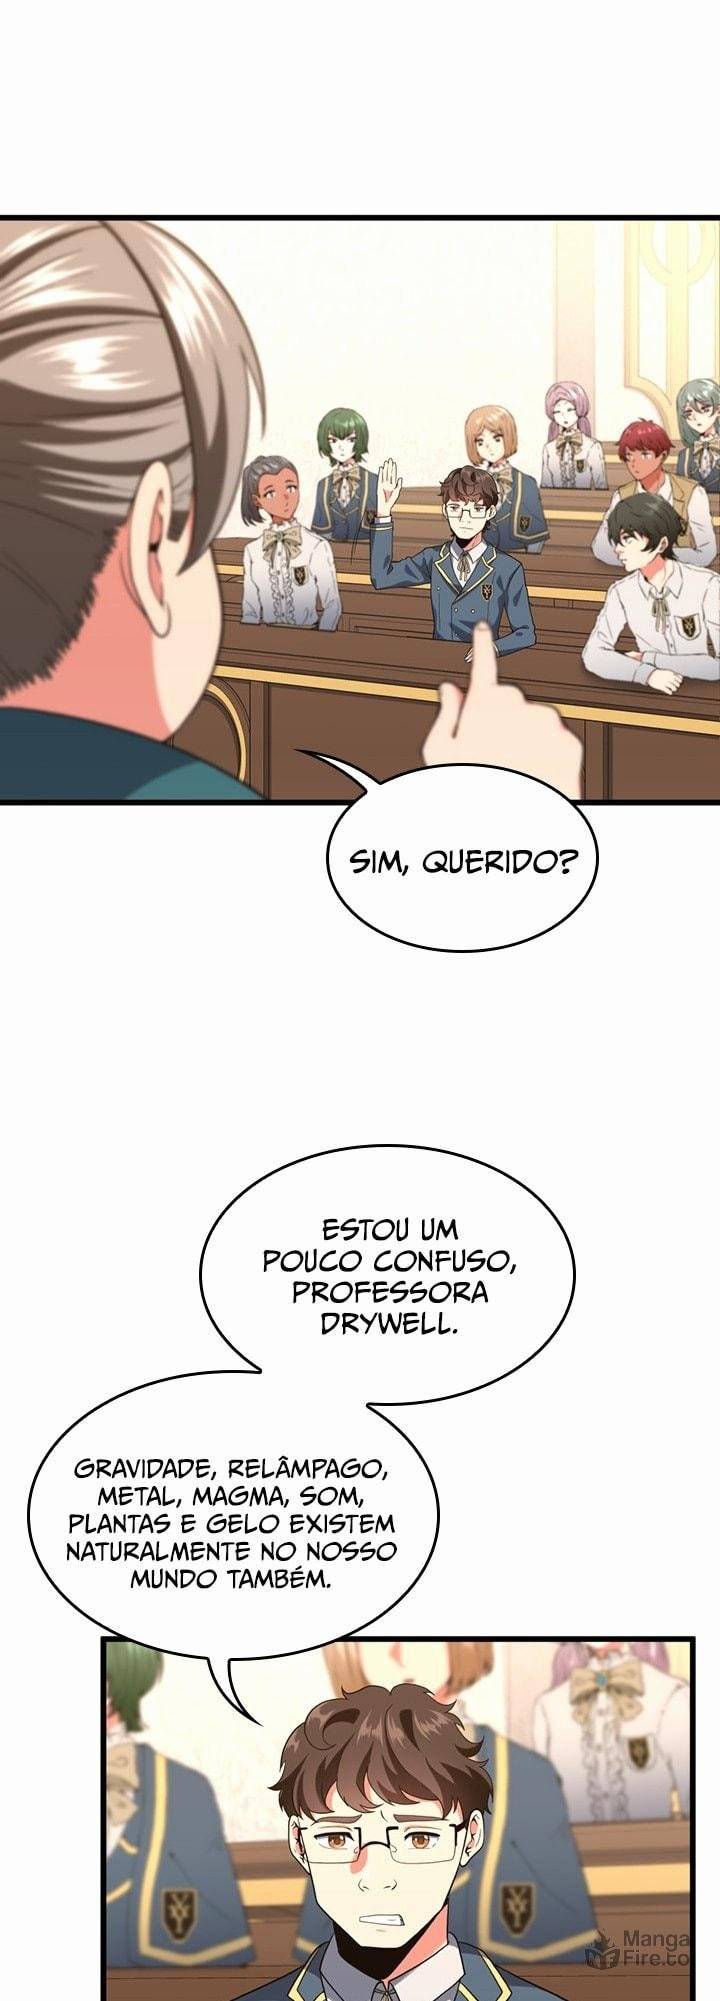 SIM, QUERIDO?
ESTOU UM
POUCO CONFUSO,
PROFESSORA
DRYWELL.
GRAVIDADE, RELÂMPAGO,
METAL, MAGMA, SOM,
PLANTAS E GELO EXISTEM
NATURALMENTE NO NOSSO
MUNDO TAMBÉM.
Manga
Fire.to